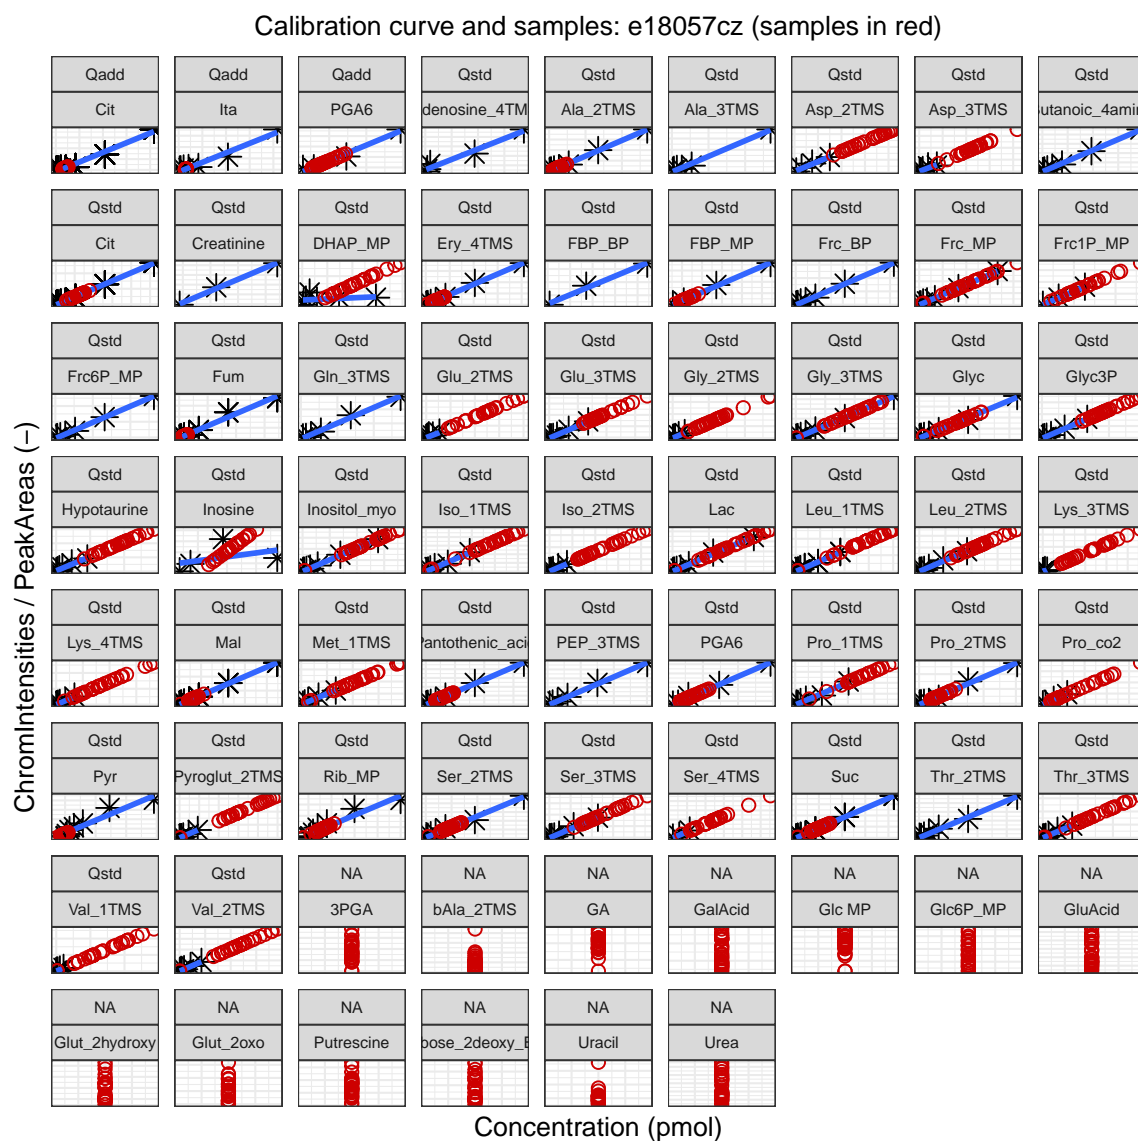 Calibration curve and samples: e18057cz (samples in red)
Qadd Qadd Qadd Qstd Qstd Qstd Qstd Qstd Qstd
Cit Ita PGA6 denosine_4TM Ala_2TMS Ala_3TMS Asp_2TMS Asp_3TMS utanoic_4amin
Qstd Qstd Qstd Qstd Qstd Qstd Qstd Qstd Qstd
Cit Creatinine DHAP_MP Ery_4TMS FBP_BP FBP_MP Frc_BP Frc_MP Frc1P_MP
Qstd Qstd Qstd Qstd Qstd Qstd Qstd Qstd Qstd
Frc6P_MP Fum Gln_3TMS Glu_2TMS Glu_3TMS Gly_2TMS Gly_3TMS Glyc Glyc3P
Qstd Qstd Qstd Qstd Qstd Qstd Qstd Qstd Qstd
Hypotaurine Inosine Inositol_myo Iso_1TMS Iso_2TMS Lac Leu_1TMS Leu_2TMS Lys_3TMS
Qstd Qstd Qstd Qstd Qstd Qstd Qstd Qstd Qstd
Lys_4TMS Mal Met_1TMS Pantothenic_acid PEP_3TMS PGA6 Pro_1TMS Pro_2TMS Pro_co2
Qstd Qstd Qstd Qstd Qstd Qstd Qstd Qstd Qstd
Pyr Pyroglut_2TMS Rib_MP Ser_2TMS Ser_3TMS Ser_4TMS Suc Thr_2TMS Thr_3TMS
Qstd Qstd NA NA NA NA NA NA NA
Val_1TMS Val_2TMS 3PGA bAla_2TMS GA GalAcid Glc MP Glc6P_MP GluAcid
NA NA NA NA NA NA
Glut_2hydroxy Glut_2oxo Putrescine bose_2deoxy_B Uracil Urea
ChromIntensities / PeakAreas (−)
Concentration (pmol)